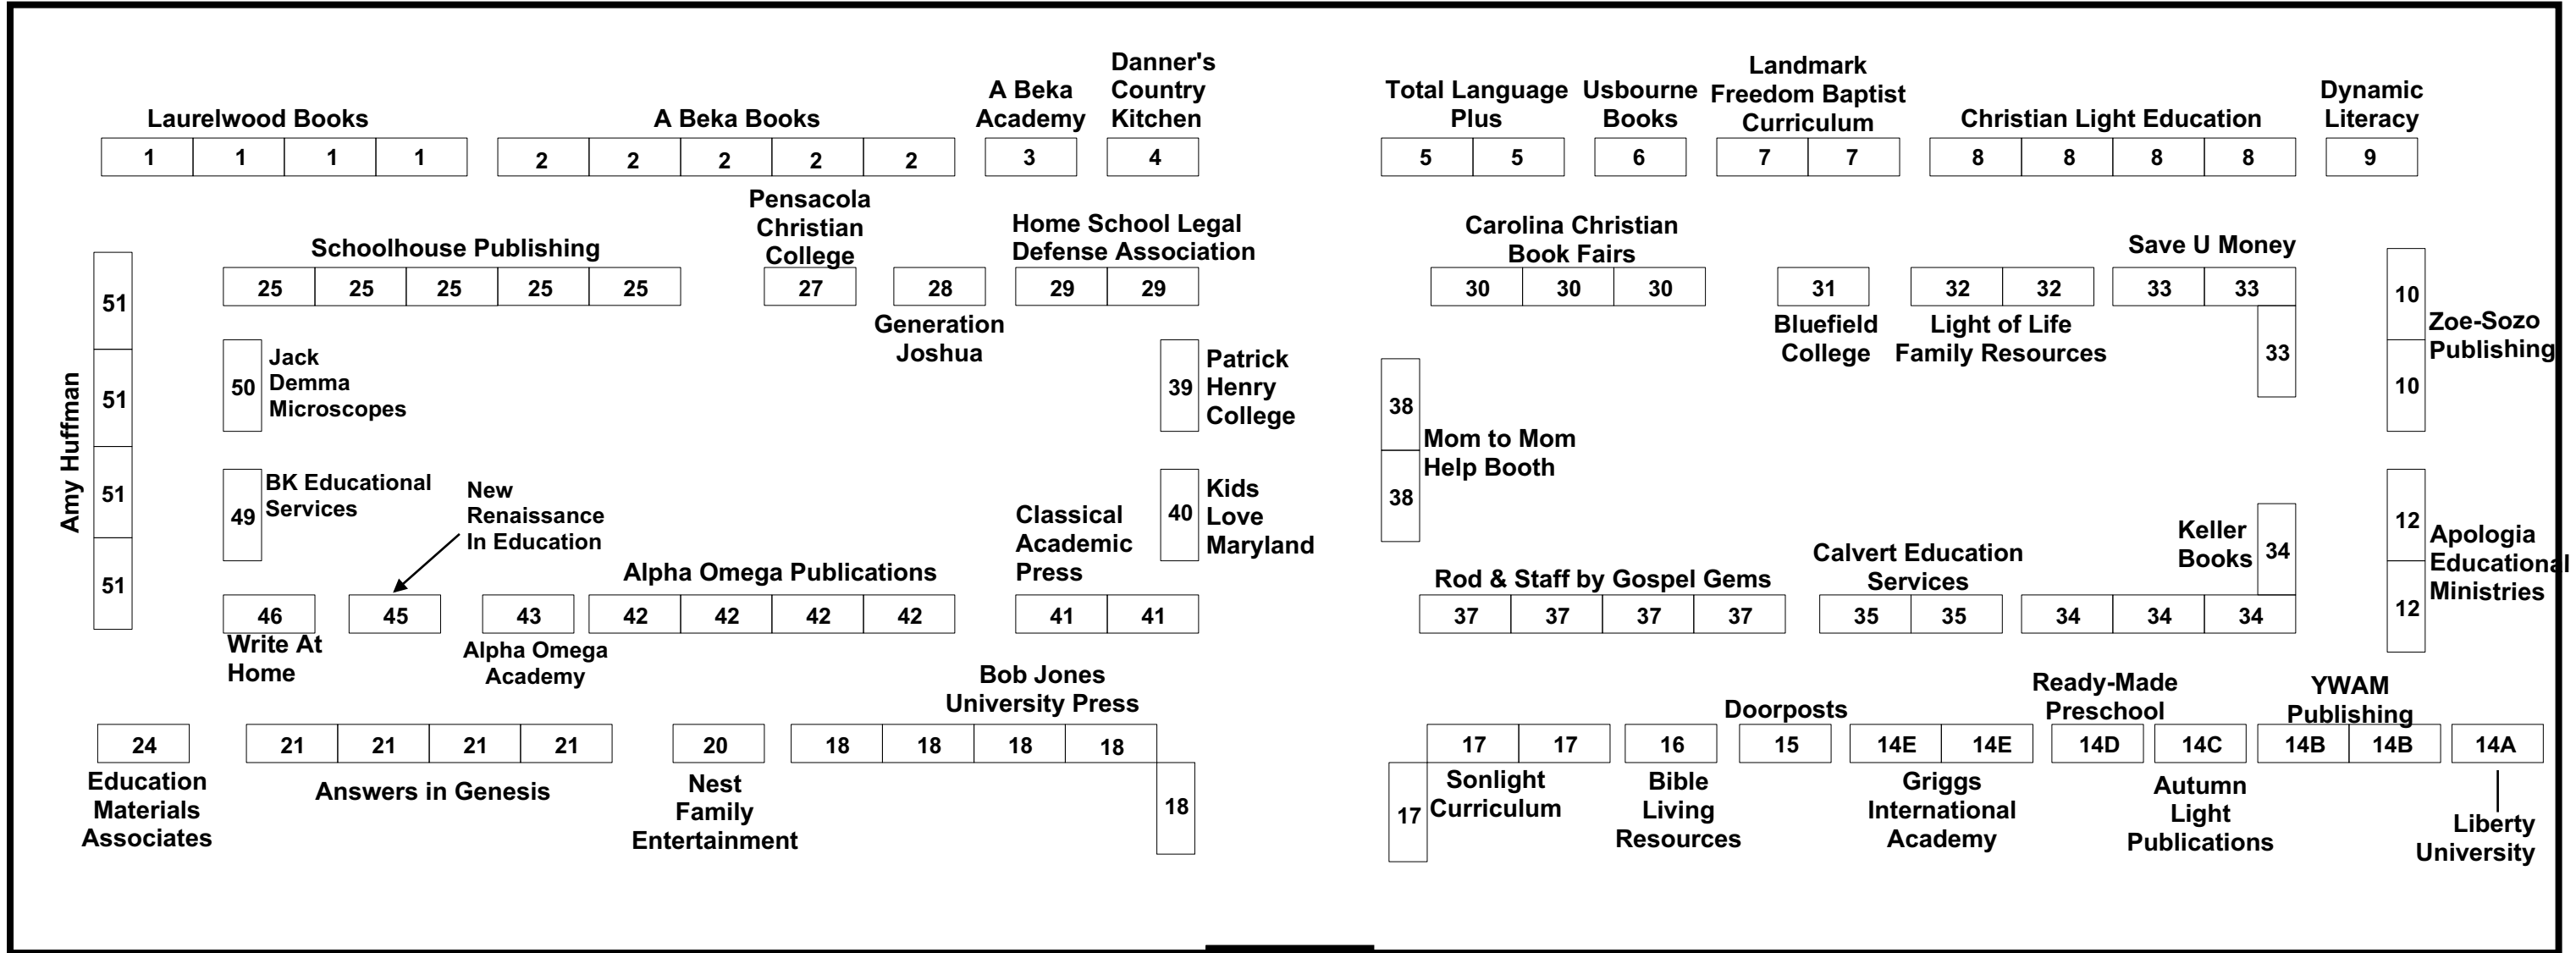 Laurelwood Books
1 1 1 1
A Beka Books
2 2 2 2 2
A Beka
Academy
3
Danner's
Country
Kitchen
4
Total Language
Plus
5 5
Usbourne
Books
6
Landmark
Freedom Baptist
Curriculum
7 7
Christian Light Education
8 8 8 8
Dynamic
Literacy
9
Schoolhouse Publishing
25 25 25 25 25
Pensacola
Christian
College
27
28
Generation
Joshua
Home School Legal
Defense Association
29 29
Carolina Christian
Book Fairs
30 30 30
31
Bluefield
College
32 32
Light of Life
Family Resources
Save U Money
33 33
33
10
10
Zoe-Sozo
Publishing
Amy Huffman
51
51
51
51
50
Jack
Demma
Microscopes
49
BK Educational
Services
New
Renaissance
In Education
39
Patrick
Henry
College
40
Kids
Love
Maryland
38
38
Mom to Mom
Help Booth
12
12
Apologia
Educational
Ministries
46
Write At
Home
45
43
Alpha Omega
Academy
Alpha Omega Publications
42 42 42 42
Classical
Academic
Press
41 41
Rod & Staff by Gospel Gems
37 37 37 37
Calvert Education
Services
35 35
Keller
Books
34
34 34 34
24
Education
Materials
Associates
21 21 21 21
Answers in Genesis
20
Nest
Family
Entertainment
Bob Jones
University Press
18 18 18 18
18
17 17
17
Sonlight
Curriculum
16
Bible
Living
Resources
Doorposts
15
14E 14E
Griggs
International
Academy
Ready-Made
Preschool
14D
14C
Autumn
Light
Publications
YWAM
Publishing
14B 14B
14A
Liberty
University